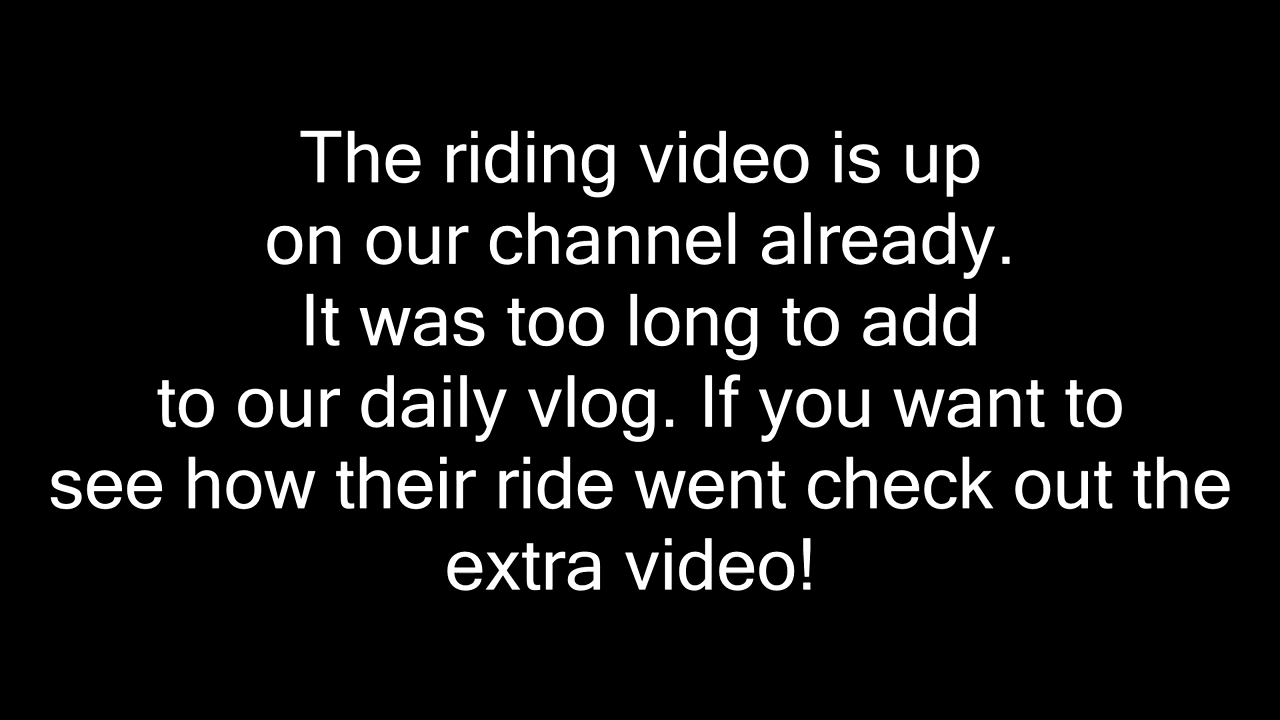 The riding video is up
on our channel already.
It was too long to add
to our daily vlog. If you want to
see how their ride went check out the
extra video!